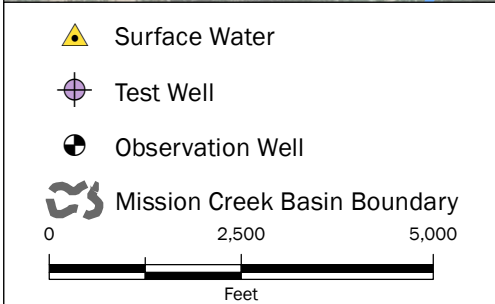 Surface Water
Test Well
Observation Well
Mission Creek Basin Boundary
0 2,500 5,000
Feet